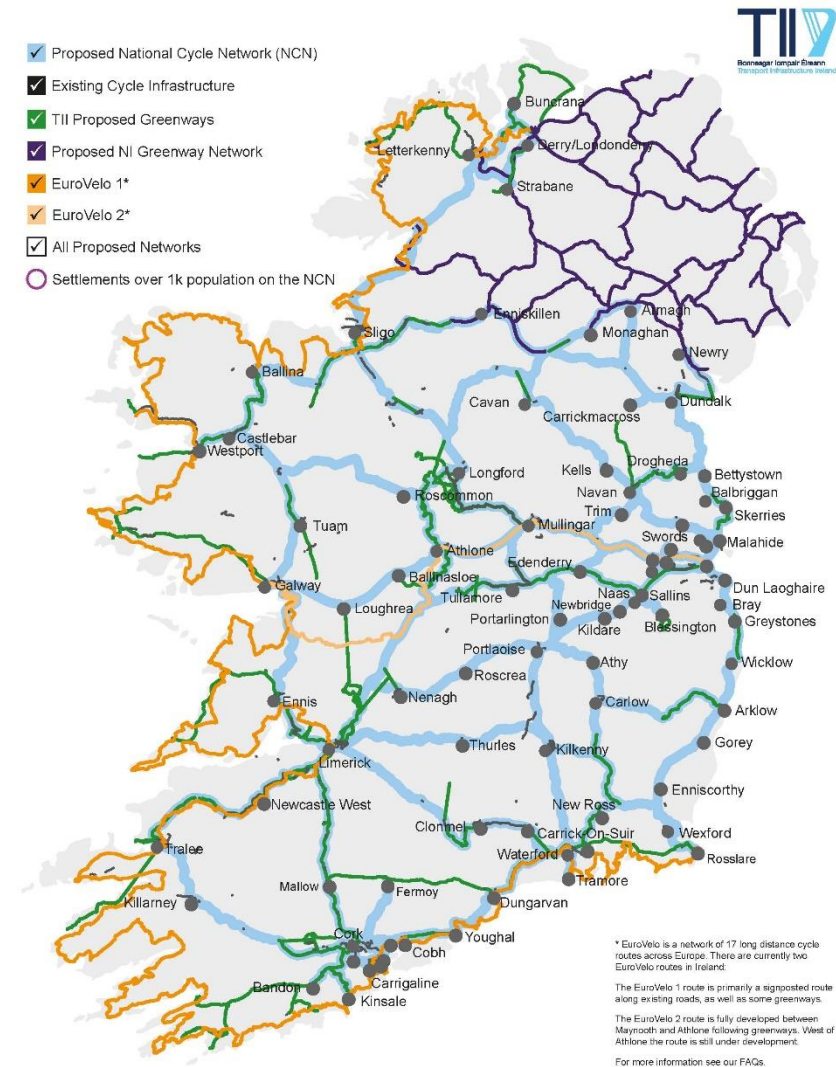 TII
Bonneagar Iompair Éireann
Transport Infrastructure Ireland
Proposed National Cycle Network (NCN)
Existing Cycle Infrastructure
TII Proposed Greenways
Proposed NI Greenway Network
EuroVelo 1*
EuroVelo 2*
All Proposed Networks
Settlements over 1k population on the NCN
Buncrana
Letterkenny
Derry/Londonderry
Strabane
Enniskillen
Armagh
Sligo
Monaghan
Newry
Ballina
Cavan
Carrickmacross
Dundalk
Castlebar
Westport
Longford
Kells
Drogheda
Bettystown
Roscommon
Navan
Balbriggan
Trim
Skerries
Tuam
Mullingar
Swords
Malahide
Athlone
Edenderry
Galway
Ballinasloe
Tullamore
Dun Laoghaire
Loughrea
Naas
Sallins
Bray
Portarlington
Newbridge
Greystones
Kildare
Blessington
Portlaoise
Athy
Wicklow
Roscrea
Ennis
Nenagh
Carlow
Arklow
Limerick
Thurles
Kilkenny
Gorey
Newcastle West
New Ross
Enniscorthy
Clonmel
Carrick-On-Suir
Wexford
Tralee
Waterford
Rosslare
Mallow
Fermoy
Tramore
Killarney
Dungarvan
Cork
Youghal
Cobh
Carrigaline
Bandon
Kinsale
* EuroVelo is a network of 17 long distance cycle
routes across Europe. There are currently two
EuroVelo routes in Ireland:
The EuroVelo 1 route is primarily a signposted route
along existing roads, as well as some greenways.
The EuroVelo 2 route is fully developed between
Maynooth and Athlone following greenways. West of
Athlone the route is still under development.
For more information see our FAQs.